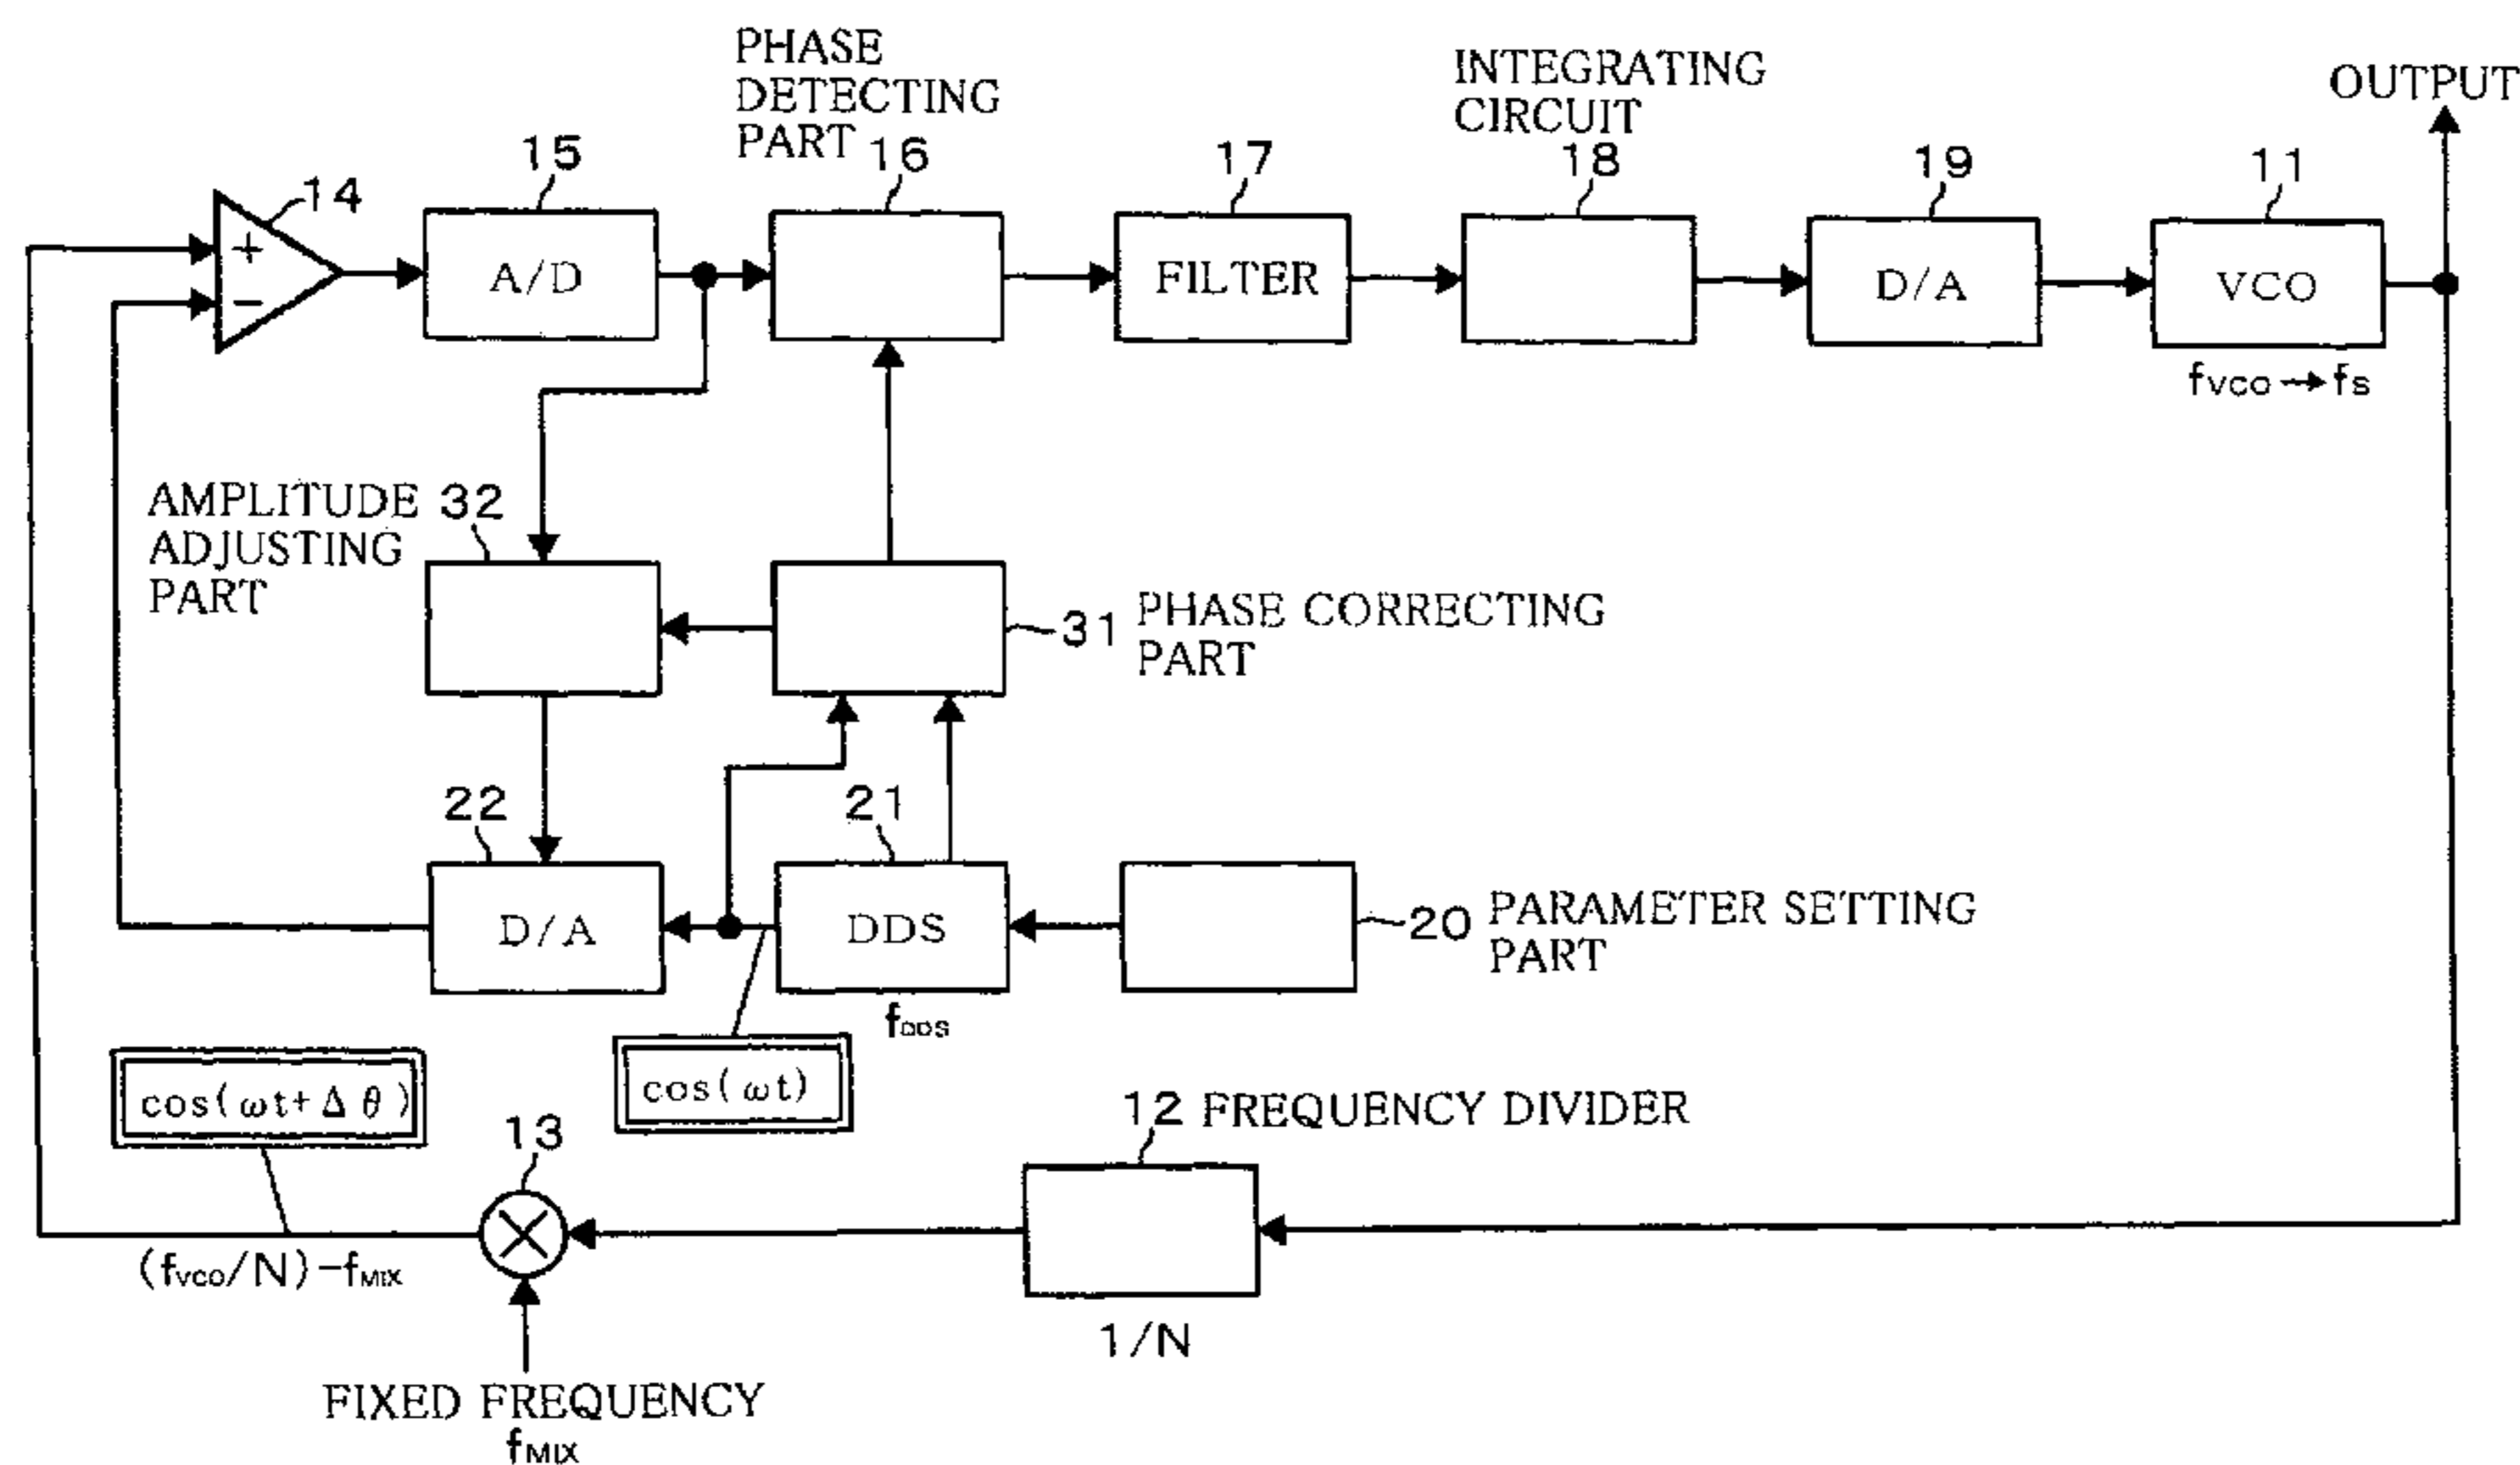 PHASE
DETECTING
PART 16
INTEGRATING
CIRCUIT
18
OUTPUT
14
15
17
19
11
+
−
A/D
FILTER
D/A
VCO
fVCO→fS
AMPLITUDE 32
ADJUSTING
PART
31 PHASE CORRECTING
PART
22
21
D/A
DDS
20 PARAMETER SETTING
PART
fDDS
cos(ωt+Δθ)
cos(ωt)
13
12 FREQUENCY DIVIDER
(fVCO/N)−fMIX
1/N
FIXED FREQUENCY
fMIX